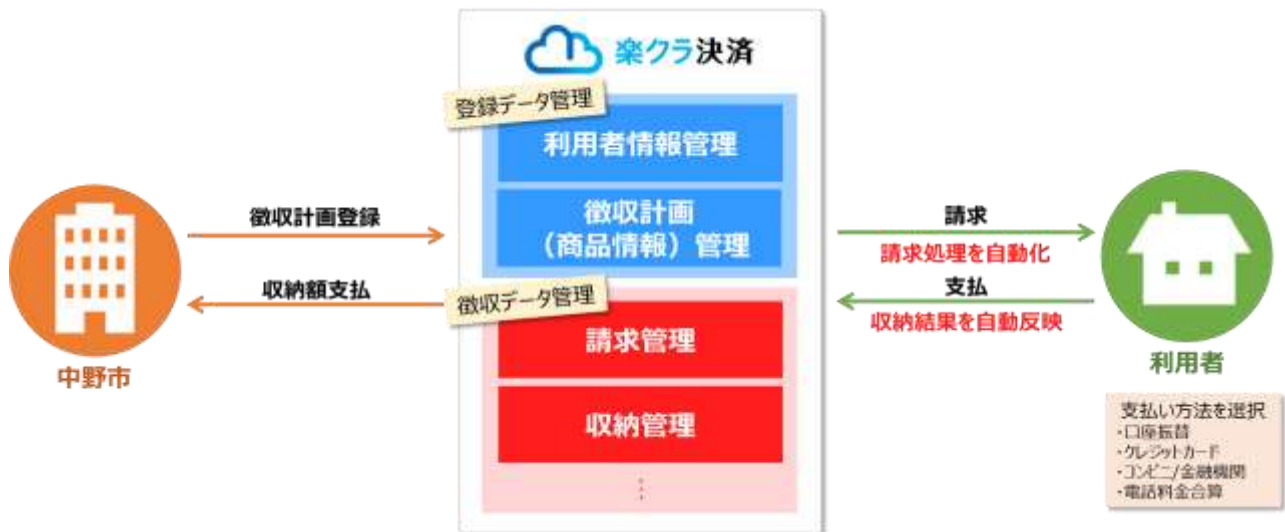 楽クラ決済
登録データ管理
利用者情報管理
徴収計画
（商品情報）管理
徴収計画登録
収納額支払
中野市
徴収データ管理
請求管理
収納管理
⋮
請求
請求処理を自動化
支払
収納結果を自動反映
利用者
支払い方法を選択
・口座振替
・クレジットカード
・コンビニ/金融機関
・電話料金合算